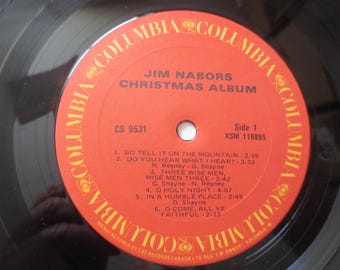 COLUMBIA COLUMBIA COLUMBIA COLUMBIA COLUMBIA COLUMBIA
JIM NABORS
CHRISTMAS ALBUM
CS 9531
Side 1
XSM 118895
1. GO TELL IT ON THE MOUNTAIN - 2:19
2. DO YOU HEAR WHAT I HEAR? - 3:33
N. Regney - G. Shayne
3. THREE WISE MEN,
WISE MEN THREE - 2:42
G. Shayne - N. Regney
4. O HOLY NIGHT - 4:07
5. IN A HUMBLE PLACE - 2:49
G. Shayne
6. O COME, ALL YE
FAITHFUL - 2:33